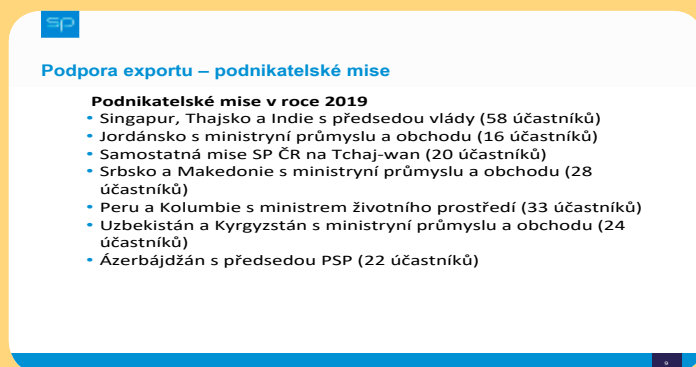 sp
Podpora exportu – podnikatelské mise
Podnikatelské mise v roce 2019
• Singapur, Thajsko a Indie s předsedou vlády (58 účastníků)
• Jordánsko s ministryní průmyslu a obchodu (16 účastníků)
• Samostatná mise SP ČR na Tchaj-wan (20 účastníků)
• Srbsko a Makedonie s ministryní průmyslu a obchodu (28
účastníků)
• Peru a Kolumbie s ministrem životního prostředí (33 účastníků)
• Uzbekistán a Kyrgyzstán s ministryní průmyslu a obchodu (24
účastníků)
• Ázerbájdžán s předsedou PSP (22 účastníků)
9